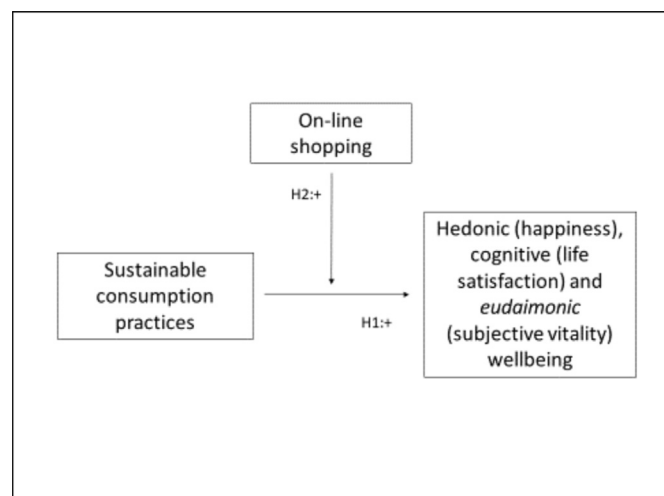 On-line
shopping
H2:+
Sustainable
consumption
practices
H1:+
Hedonic (happiness),
cognitive (life
satisfaction) and
eudaimonic
(subjective vitality)
wellbeing